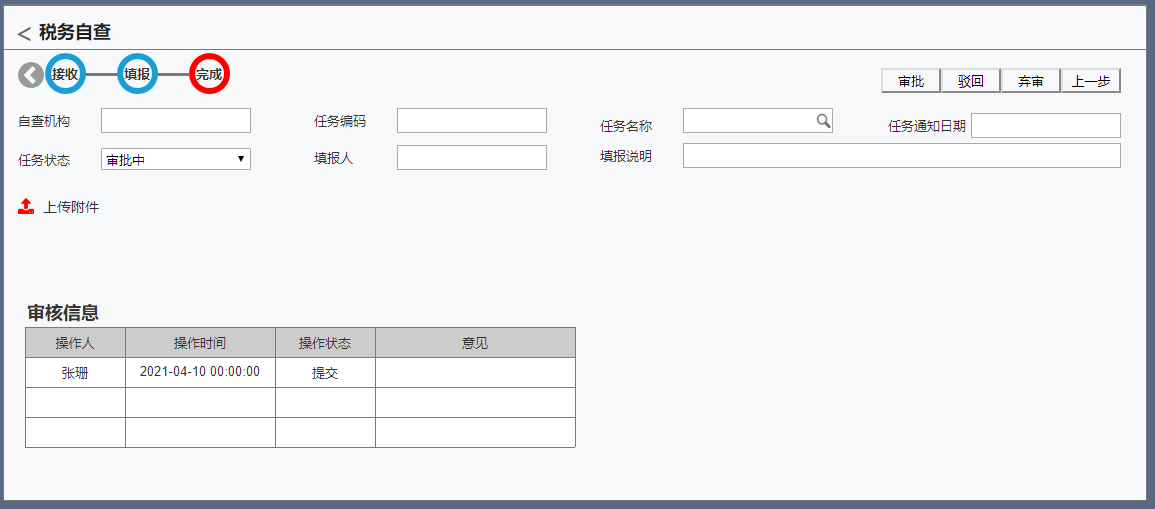 < 税务自查
接收 填报 完成
审批 驳回 弃审 上一步
自查机构 任务编码 任务名称 任务通知日期
任务状态 审批中 填报人 填报说明
上传附件
审核信息
操作人 操作时间 操作状态 意见
张珊 2021-04-10 00:00:00 提交